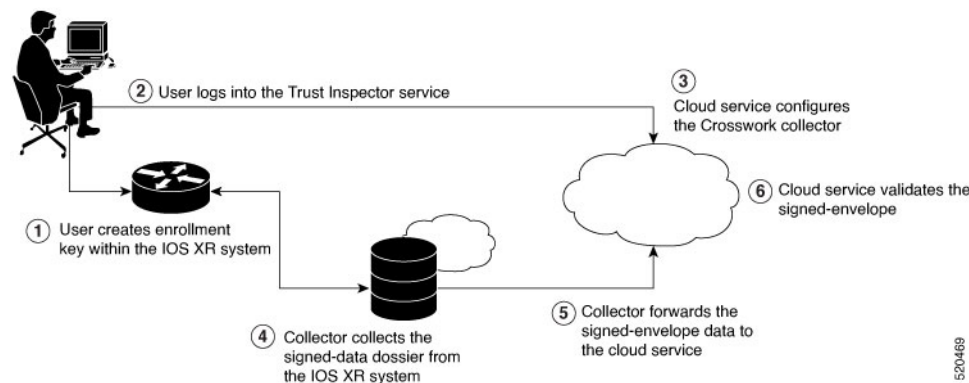 ② User logs into the Trust Inspector service
③
Cloud service configures
the Crosswork collector
⑥ Cloud service validates the
signed-envelope
① User creates enrollment
key within the IOS XR system
④ Collector collects the
signed-data dossier from
the IOS XR system
⑤ Collector forwards the
signed-envelope data to
the cloud service
520469